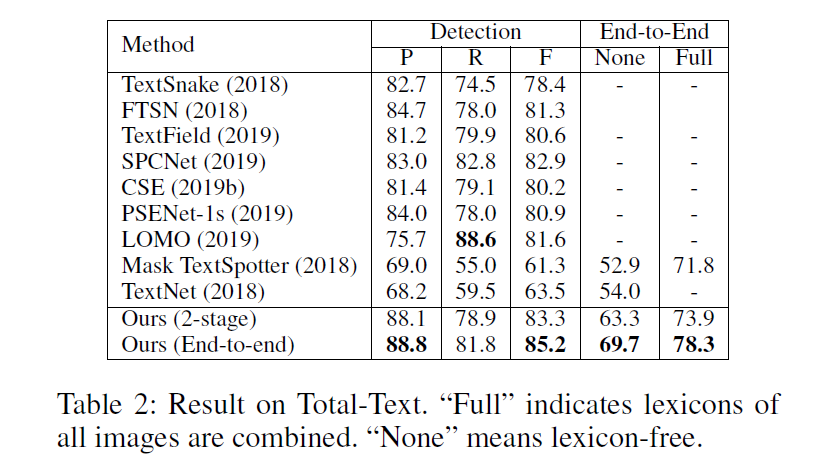 Method Detection End-to-End
P R F None Full
TextSnake (2018) 82.7 74.5 78.4 - -
FTSN (2018) 84.7 78.0 81.3 - -
TextField (2019) 81.2 79.9 80.6 - -
SPCNet (2019) 83.0 82.8 82.9 - -
CSE (2019b) 81.4 79.1 80.2 - -
PSENet-1s (2019) 84.0 78.0 80.9 - -
LOMO (2019) 75.7 88.6 81.6 - -
Mask TextSpotter (2018) 69.0 55.0 61.3 52.9 71.8
TextNet (2018) 68.2 59.5 63.5 54.0 -
Ours (2-stage) 88.1 78.9 83.3 63.3 73.9
Ours (End-to-end) 88.8 81.8 85.2 69.7 78.3
Table 2: Result on Total-Text. “Full” indicates lexicons of
all images are combined. “None” means lexicon-free.